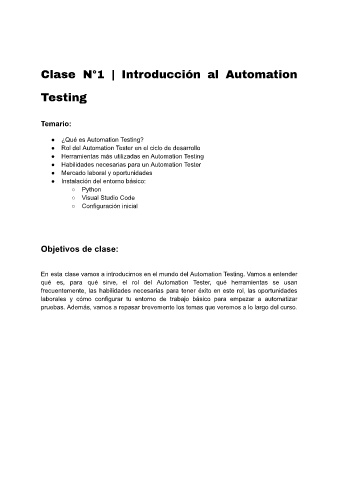 Clase N°1 | Introducción al Automation
Testing
Temario:
● ¿Qué es Automation Testing?
● Rol del Automation Tester en el ciclo de desarrollo
● Herramientas más utilizadas en Automation Testing
● Habilidades necesarias para un Automation Tester
● Mercado laboral y oportunidades
● Instalación del entorno básico:
○ Python
○ Visual Studio Code
○ Configuración inicial
Objetivos de clase:
En esta clase vamos a introducirnos en el mundo del Automation Testing. Vamos a entender
qué es, para qué sirve, el rol del Automation Tester, qué herramientas se usan
frecuentemente, las habilidades necesarias para tener éxito en este rol, las oportunidades
laborales y cómo configurar tu entorno de trabajo básico para empezar a automatizar
pruebas. Además, vamos a repasar brevemente los temas que veremos a lo largo del curso.